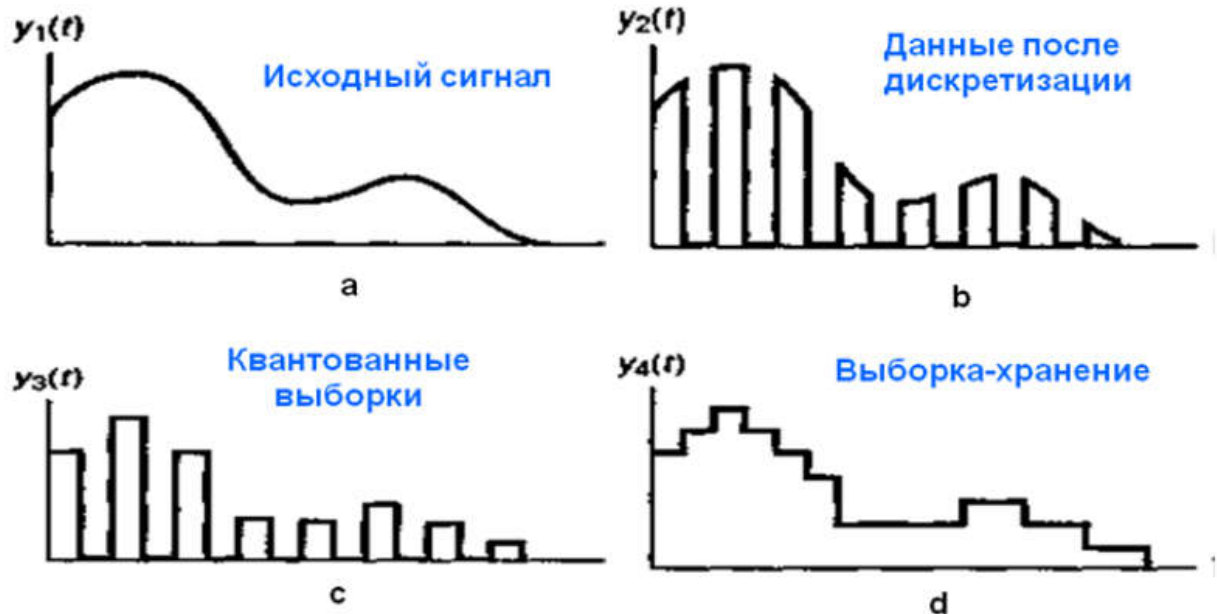 y₁(t)
Исходный сигнал
a
y₂(t)
Данные после
дискретизации
b
y₃(t)
Квантованные
выборки
c
y₄(t)
Выборка-хранение
d